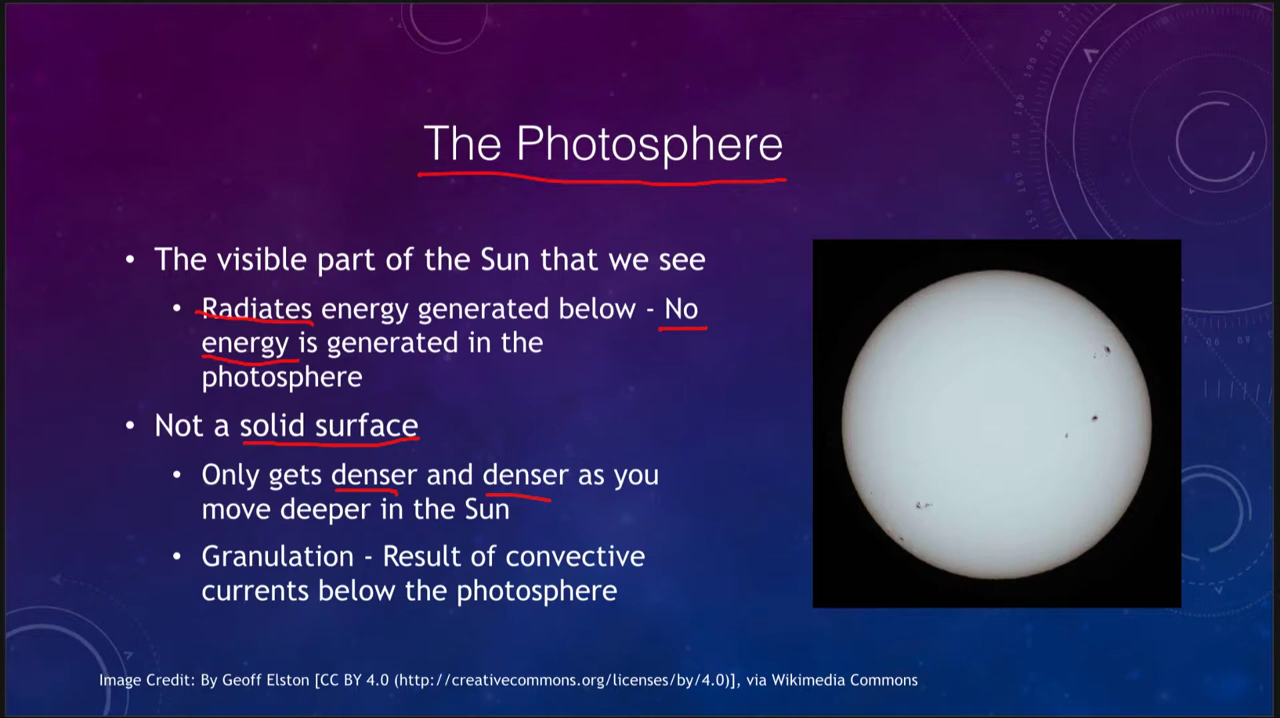 The Photosphere
• The visible part of the Sun that we see
• Radiates energy generated below - No
energy is generated in the
photosphere
• Not a solid surface
• Only gets denser and denser as you
move deeper in the Sun
• Granulation - Result of convective
currents below the photosphere
Image Credit: By Geoff Elston [CC BY 4.0 (http://creativecommons.org/licenses/by/4.0)], via Wikimedia Commons